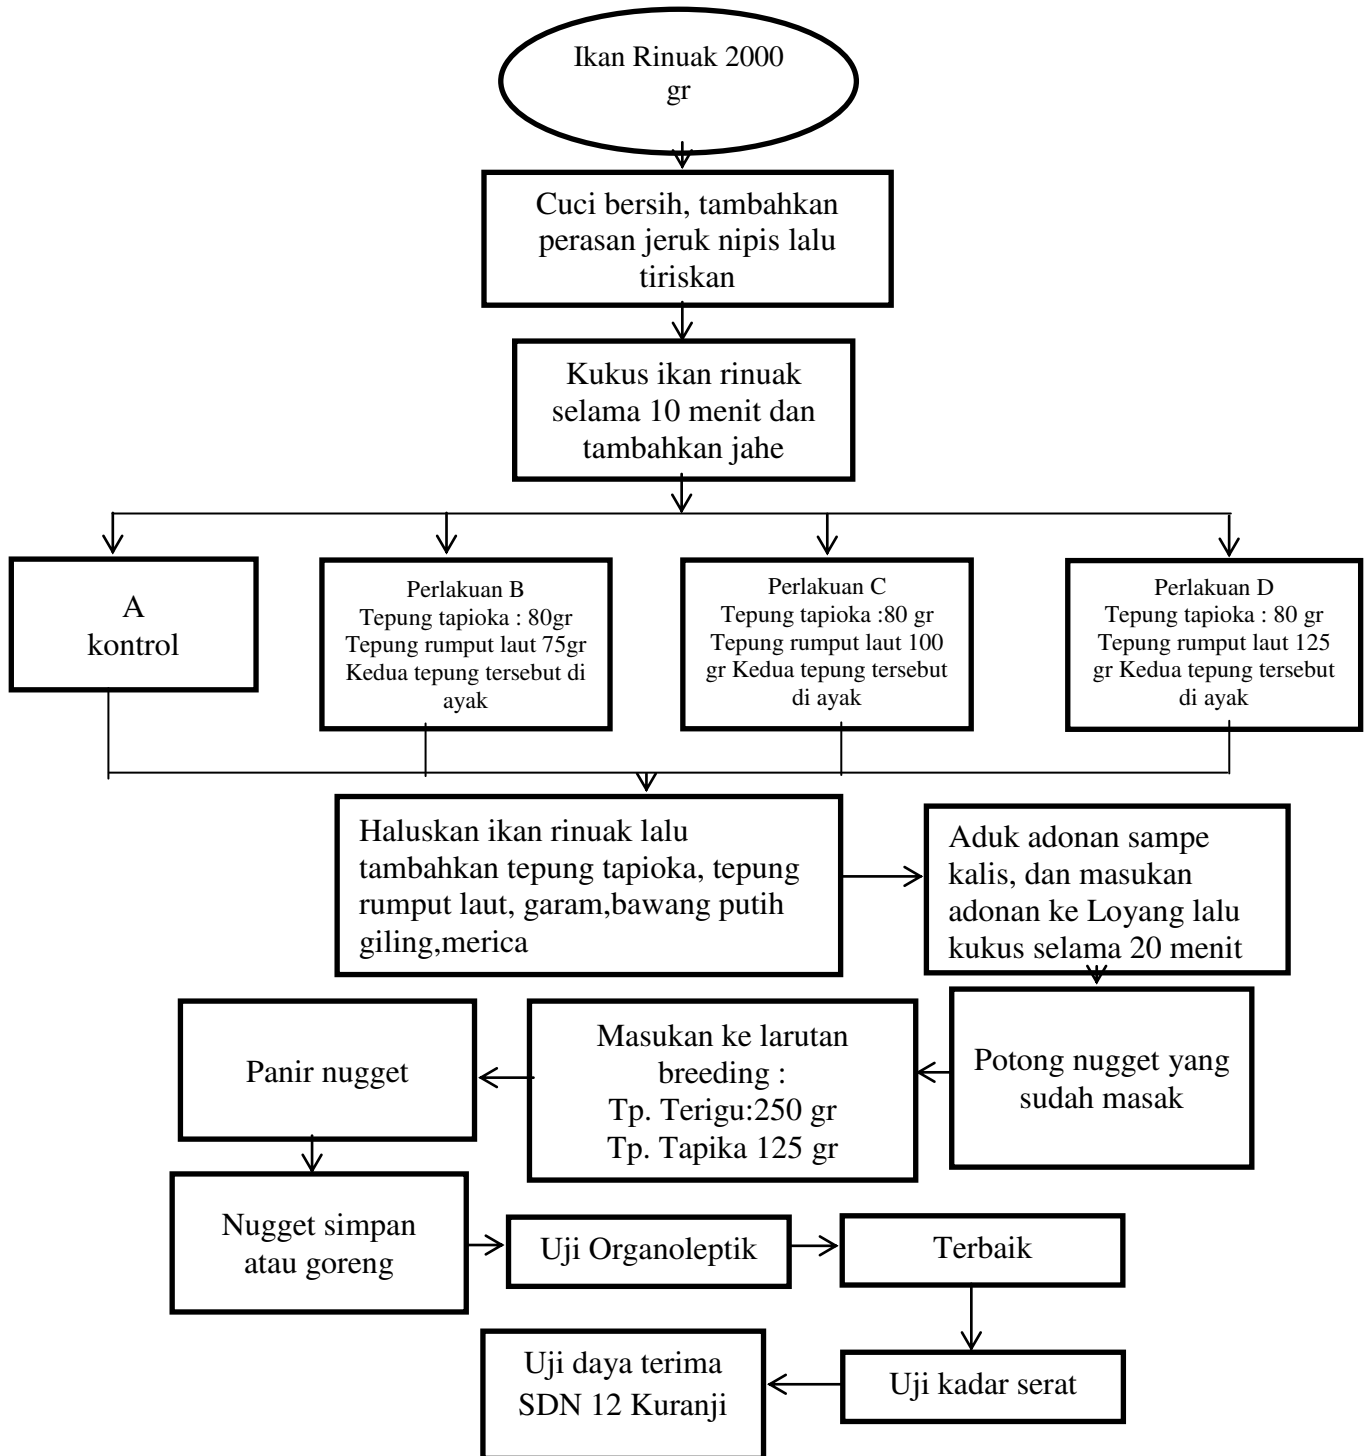 Ikan Rinuak 2000
gr
Cuci bersih, tambahkan
perasan jeruk nipis lalu
tiriskan
Kukus ikan rinuak
selama 10 menit dan
tambahkan jahe
A
kontrol
Perlakuan B
Tepung tapioka : 80gr
Tepung rumput laut 75gr
Kedua tepung tersebut di
ayak
Perlakuan C
Tepung tapioka :80 gr
Tepung rumput laut 100
gr Kedua tepung tersebut
di ayak
Perlakuan D
Tepung tapioka : 80 gr
Tepung rumput laut 125
gr Kedua tepung tersebut
di ayak
Haluskan ikan rinuak lalu
tambahkan tepung tapioka, tepung
rumput laut, garam,bawang putih
giling,merica
Aduk adonan sampe
kalis, dan masukan
adonan ke Loyang lalu
kukus selama 20 menit
Potong nugget yang
sudah masak
Masukan ke larutan
breeding :
Tp. Terigu:250 gr
Tp. Tapika 125 gr
Panir nugget
Nugget simpan
atau goreng
Uji Organoleptik
Terbaik
Uji kadar serat
Uji daya terima
SDN 12 Kuranji